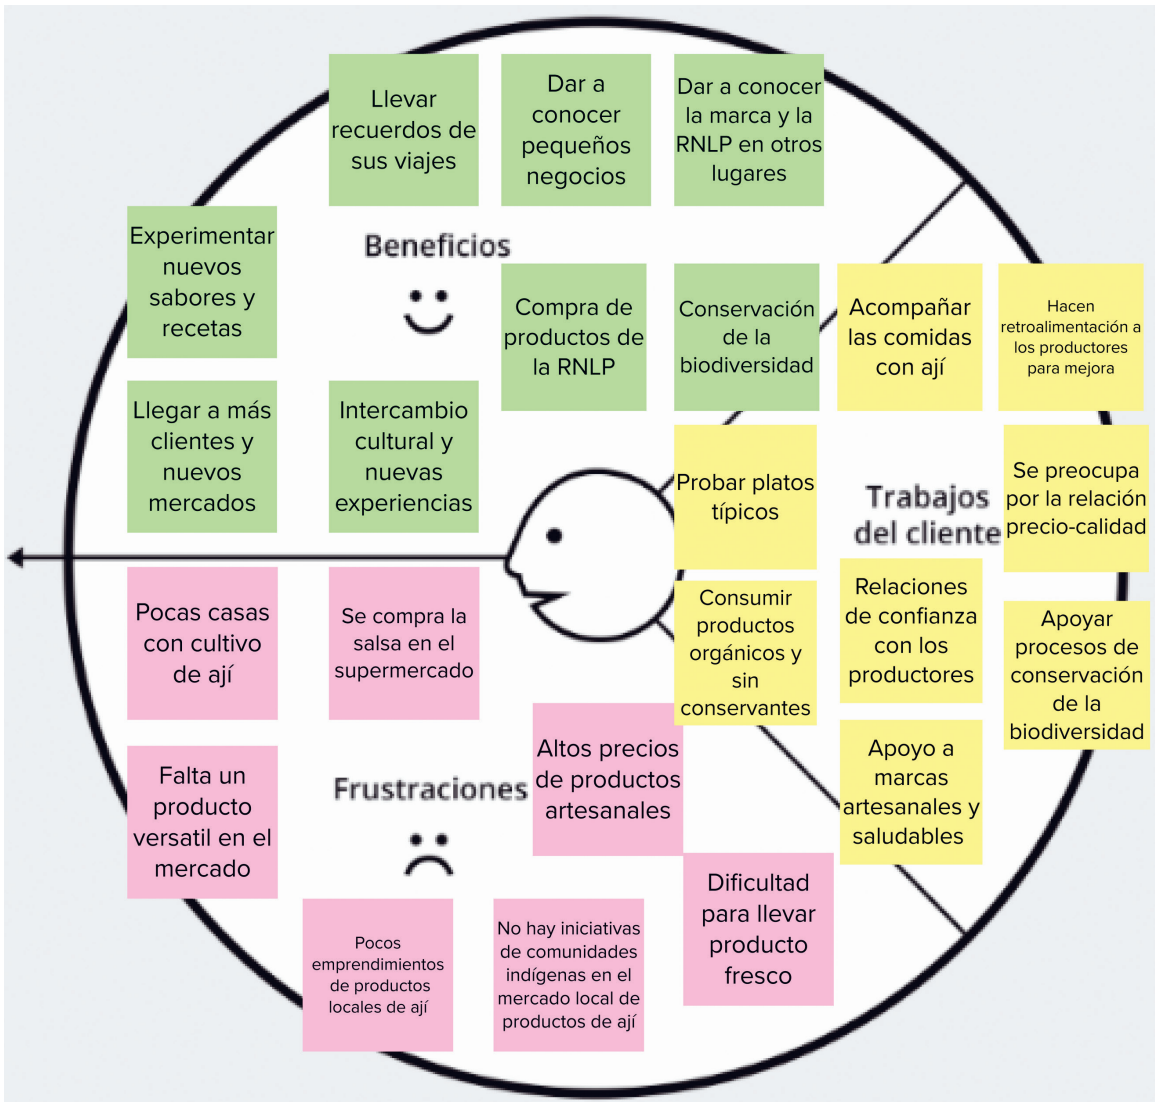 Llevar
recuerdos de
sus viajes
Dar a
conocer
pequeños
negocios
Dar a conocer
la marca y la
RNLP en otros
lugares
Experimentar
nuevos
sabores y
recetas
Beneficios
Compra de
productos de
la RNLP
Conservación
de la
biodiversidad
Llegar a más
clientes y
nuevos
mercados
Intercambio
cultural y
nuevas
experiencias
Acompañar
las comidas
con ají
Hacen
retroalimentación a
los productores
para mejora
Probar platos
típicos
Trabajos
del cliente
Se preocupa
por la relación
precio-calidad
Consumir
productos
orgánicos y
sin
conservantes
Relaciones
de confianza
con los
productores
Apoyar
procesos de
conservación
de la
biodiversidad
Apoyo a
marcas
artesanales y
saludables
Pocas casas
con cultivo
de ají
Se compra la
salsa en el
supermercado
Falta un
producto
versatil en el
mercado
Frustraciones
Altos precios
de productos
artesanales
Pocos
emprendimientos
de productos
locales de ají
No hay iniciativas
de comunidades
indígenas en el
mercado local de
productos de ají
Dificultad
para llevar
producto
fresco